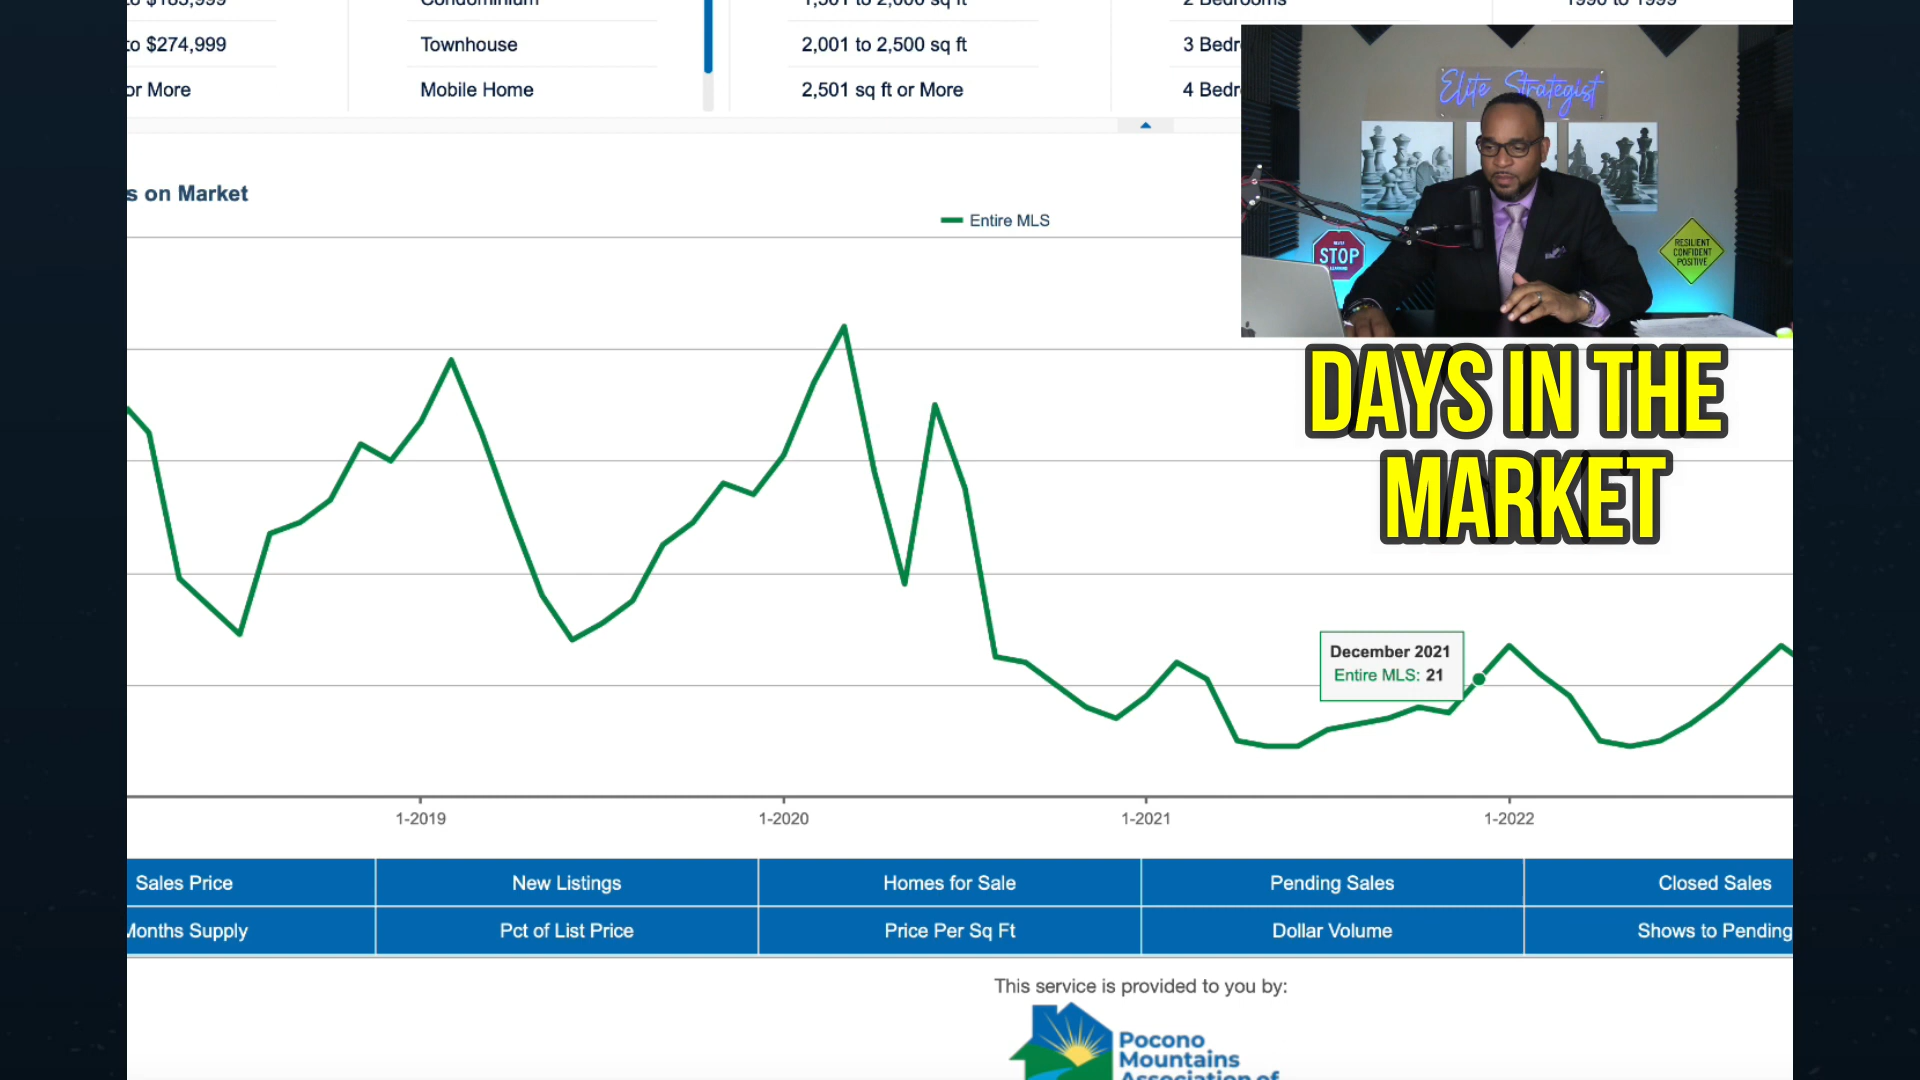 to $274,999
Townhouse
2,001 to 2,500 sq ft
3 Bedr
or More
Mobile Home
2,501 sq ft or More
4 Bedr
Elite Strategist
STOP
RESILIENT
CONFIDENT
POSITIVE
s on Market
Entire MLS
DAYS IN THE
MARKET
December 2021
Entire MLS: 21
1-2019
1-2020
1-2021
1-2022
Sales Price
New Listings
Homes for Sale
Pending Sales
Closed Sales
Months Supply
Pct of List Price
Price Per Sq Ft
Dollar Volume
Shows to Pending
This service is provided to you by:
Pocono
Mountains
Association of